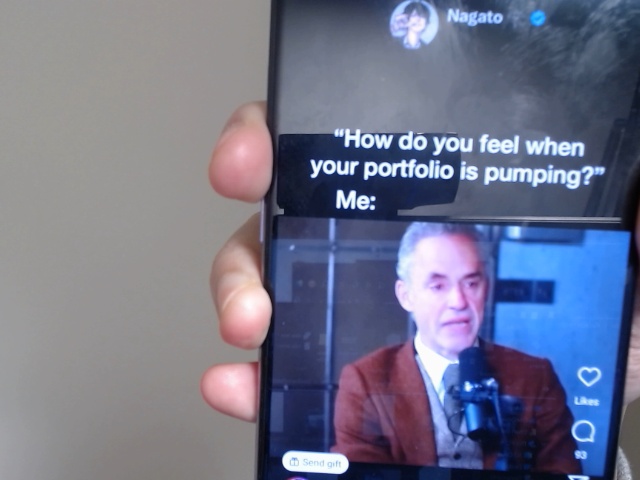 Nagato
“How do you feel when
your portfolio is pumping?”
Me:
Likes
93
Send gift